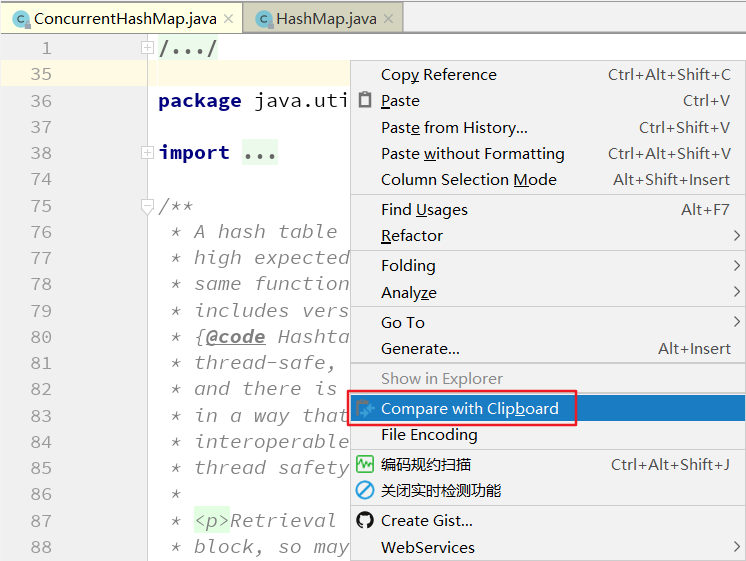 ConcurrentHashMap.java HashMap.java
1 /.../
35
36 package java.uti
37
38 import ...
74
75 /**
76 * A hash table
77 * high expected
78 * same function
79 * includes vers
80 * {@code Hashta
81 * thread-safe,
82 * and there is
83 * in a way that
84 * interoperable
85 * thread safety
86 *
87 * <p>Retrieval
88 * block, so may
Copy Reference Ctrl+Alt+Shift+C
Paste Ctrl+V
Paste from History... Ctrl+Shift+V
Paste without Formatting Ctrl+Alt+Shift+V
Column Selection Mode Alt+Shift+Insert
Find Usages Alt+F7
Refactor
Folding
Analyze
Go To
Generate... Alt+Insert
Show in Explorer
Compare with Clipboard
File Encoding
编码规约扫描 Ctrl+Alt+Shift+J
关闭实时检测功能
Create Gist...
WebServices